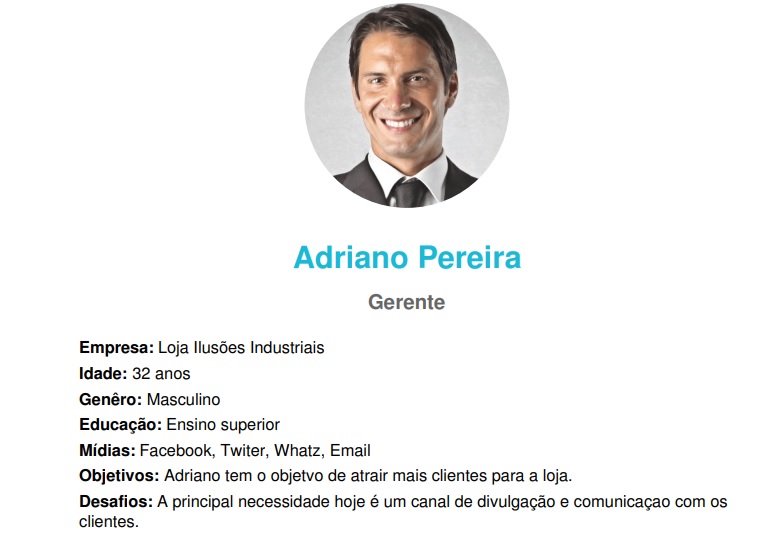 Adriano Pereira
Gerente
Empresa: Loja Ilusões Industriais
Idade: 32 anos
Genêro: Masculino
Educação: Ensino superior
Mídias: Facebook, Twiter, Whatz, Email
Objetivos: Adriano tem o objetvo de atrair mais clientes para a loja.
Desafios: A principal necessidade hoje é um canal de divulgação e comunicaçao com os
clientes.